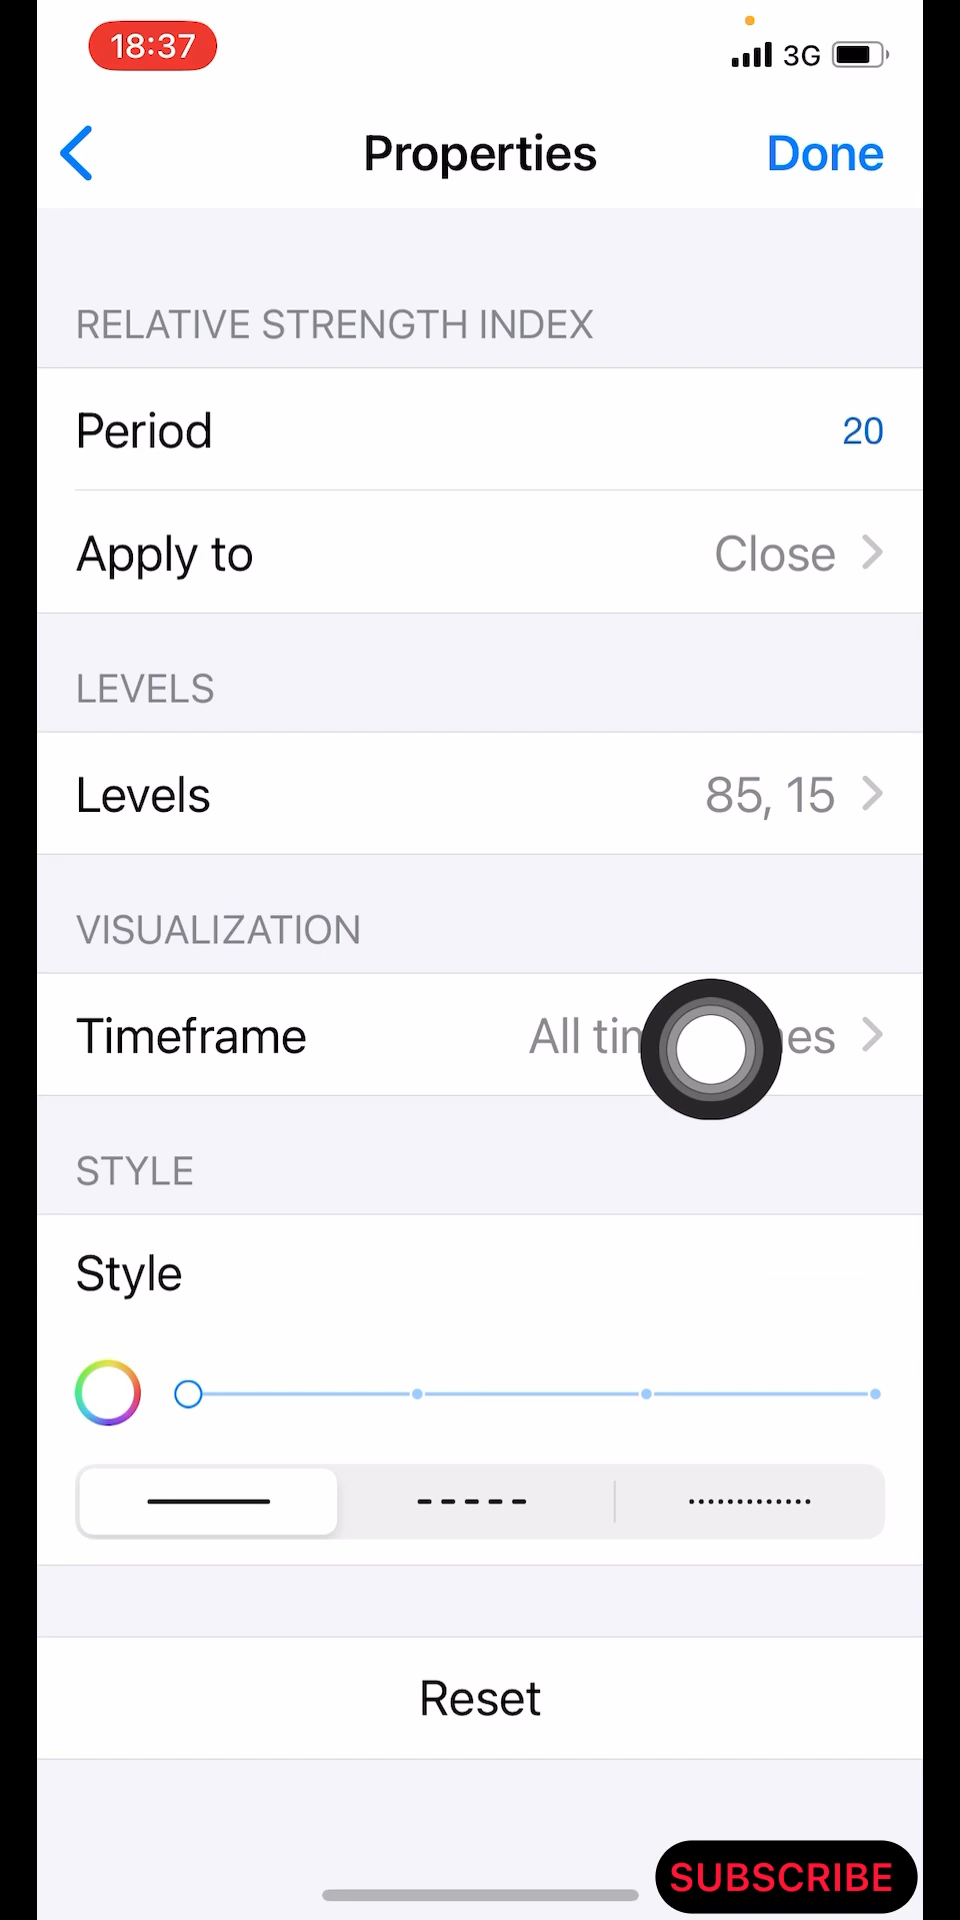 18:37
3G
Properties
Done
RELATIVE STRENGTH INDEX
Period
20
Apply to
Close
LEVELS
Levels
85, 15
VISUALIZATION
Timeframe
All
STYLE
Style
Reset
SUBSCRIBE